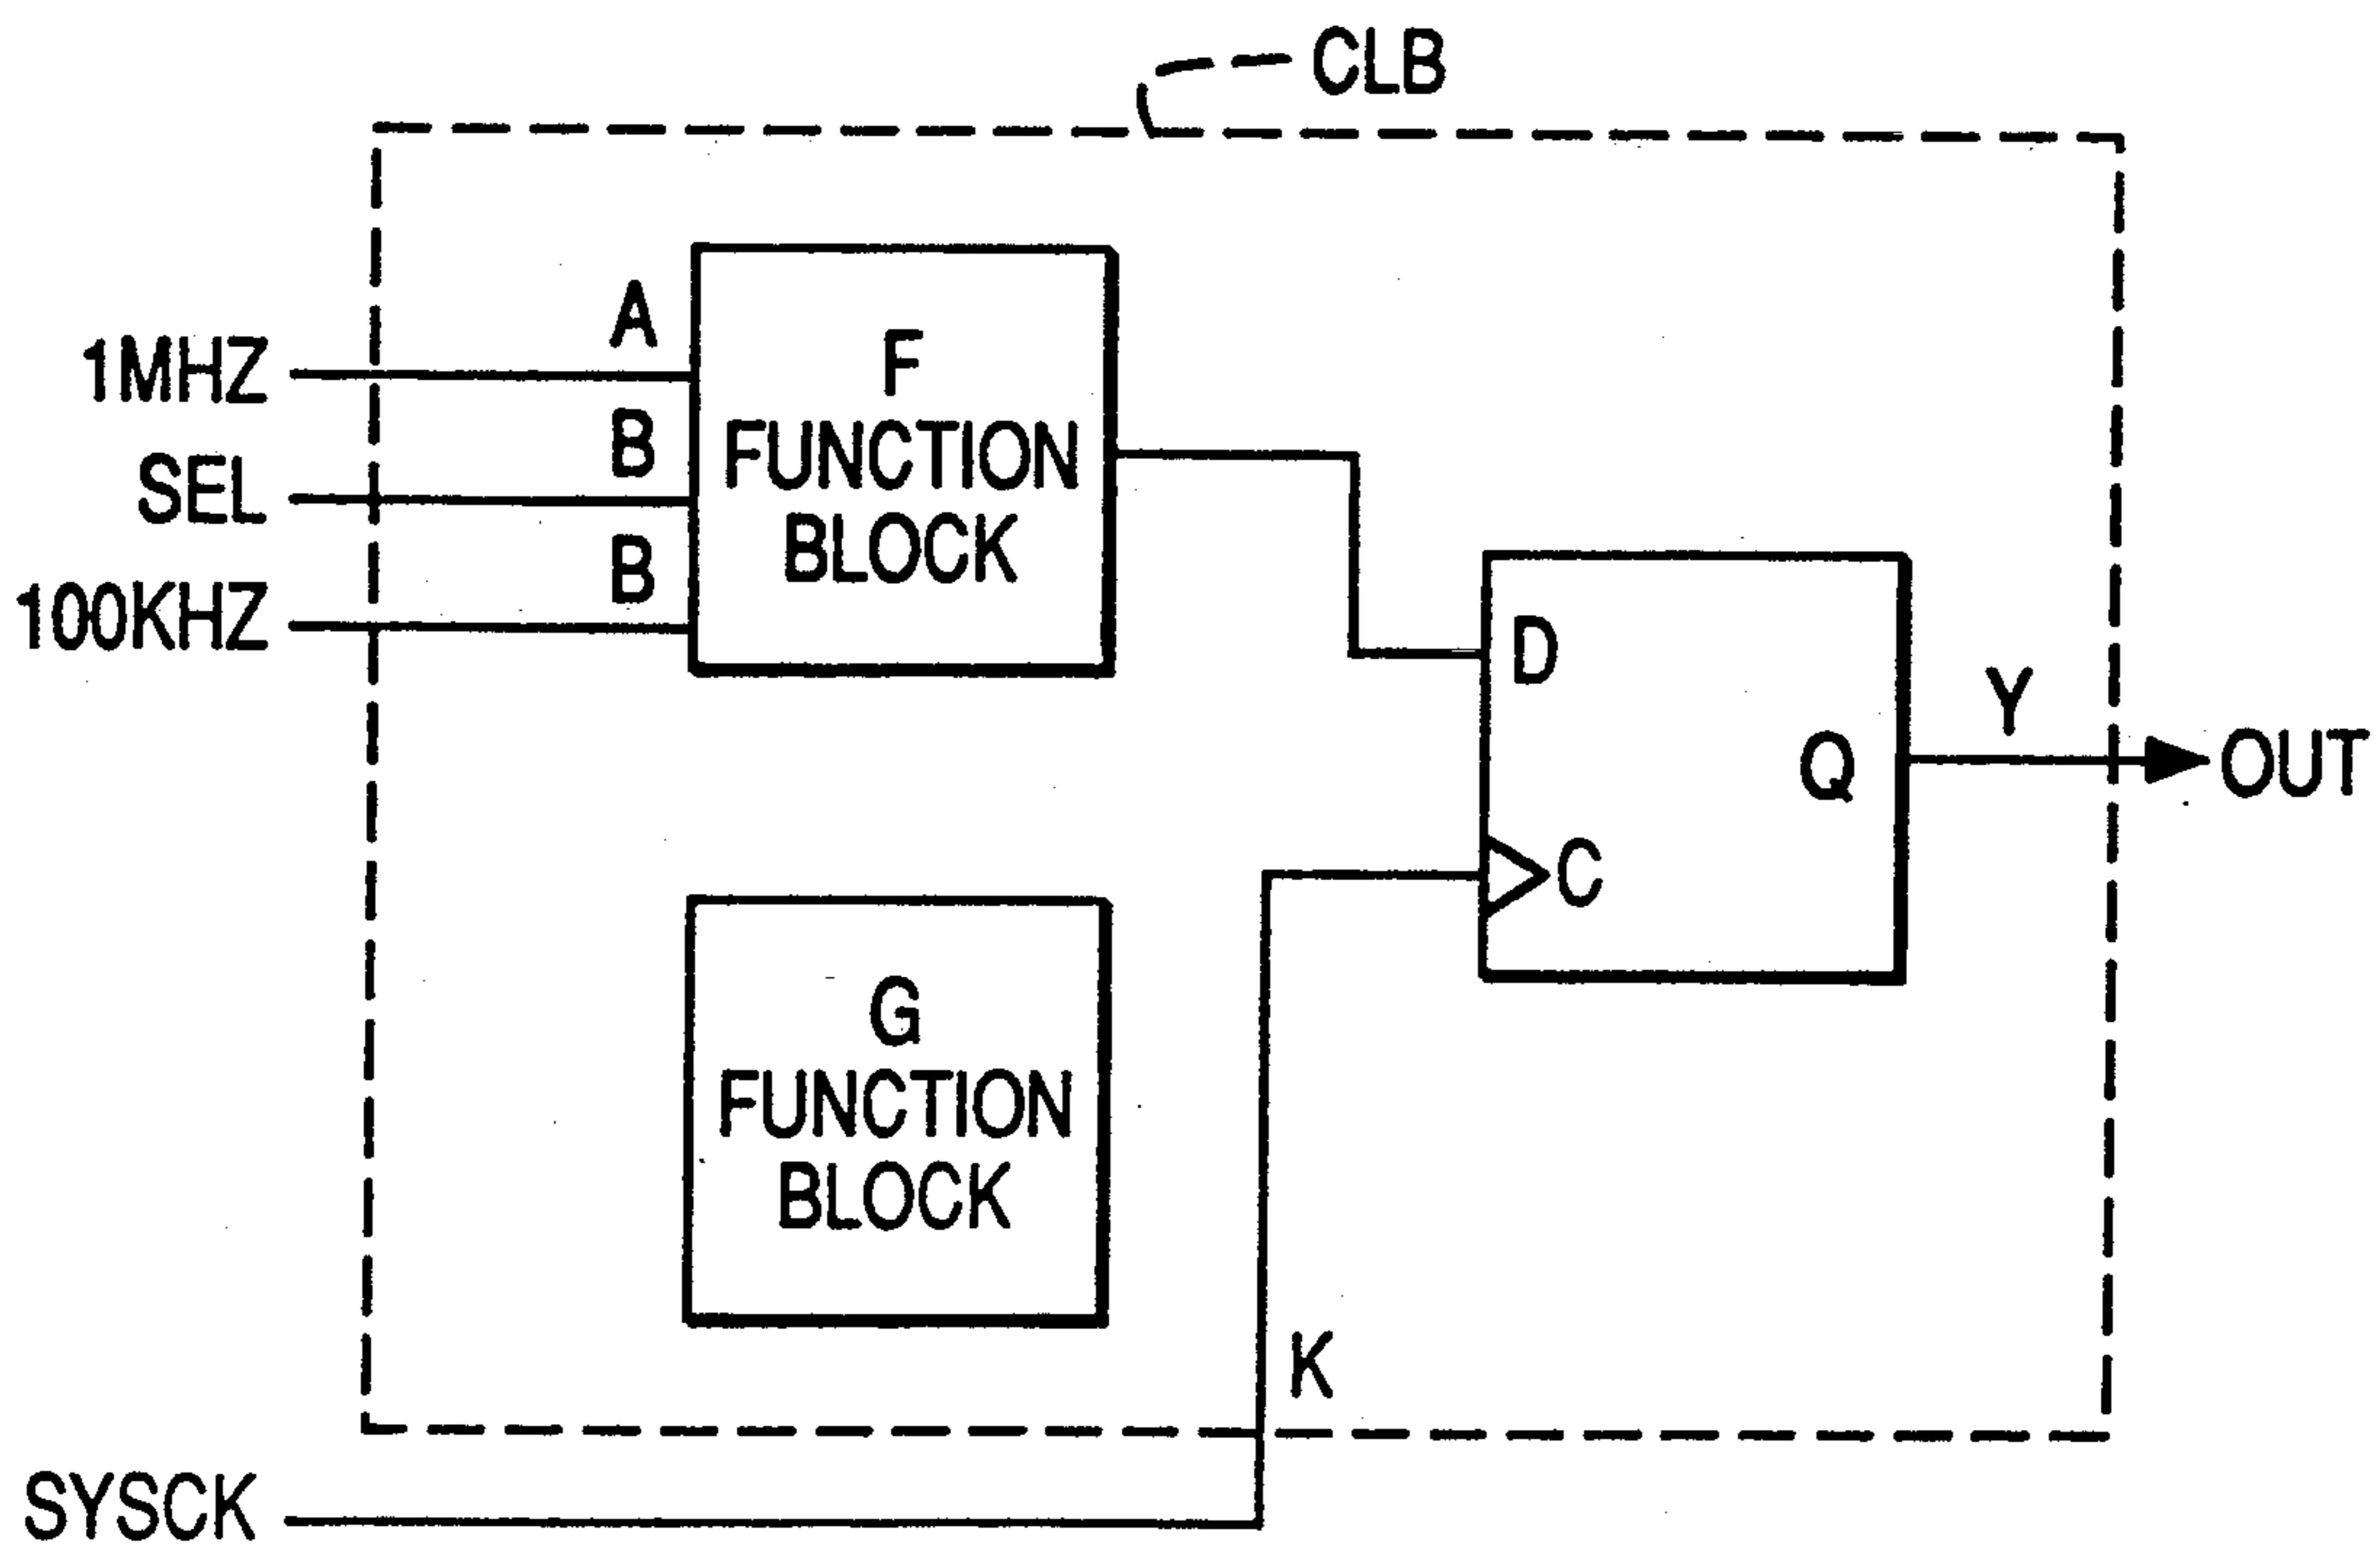 CLB
A
1MHZ
B
SEL
B
100KHZ
F
FUNCTION
BLOCK
D
Q
C
Y
OUT
G
FUNCTION
BLOCK
K
SYSCK